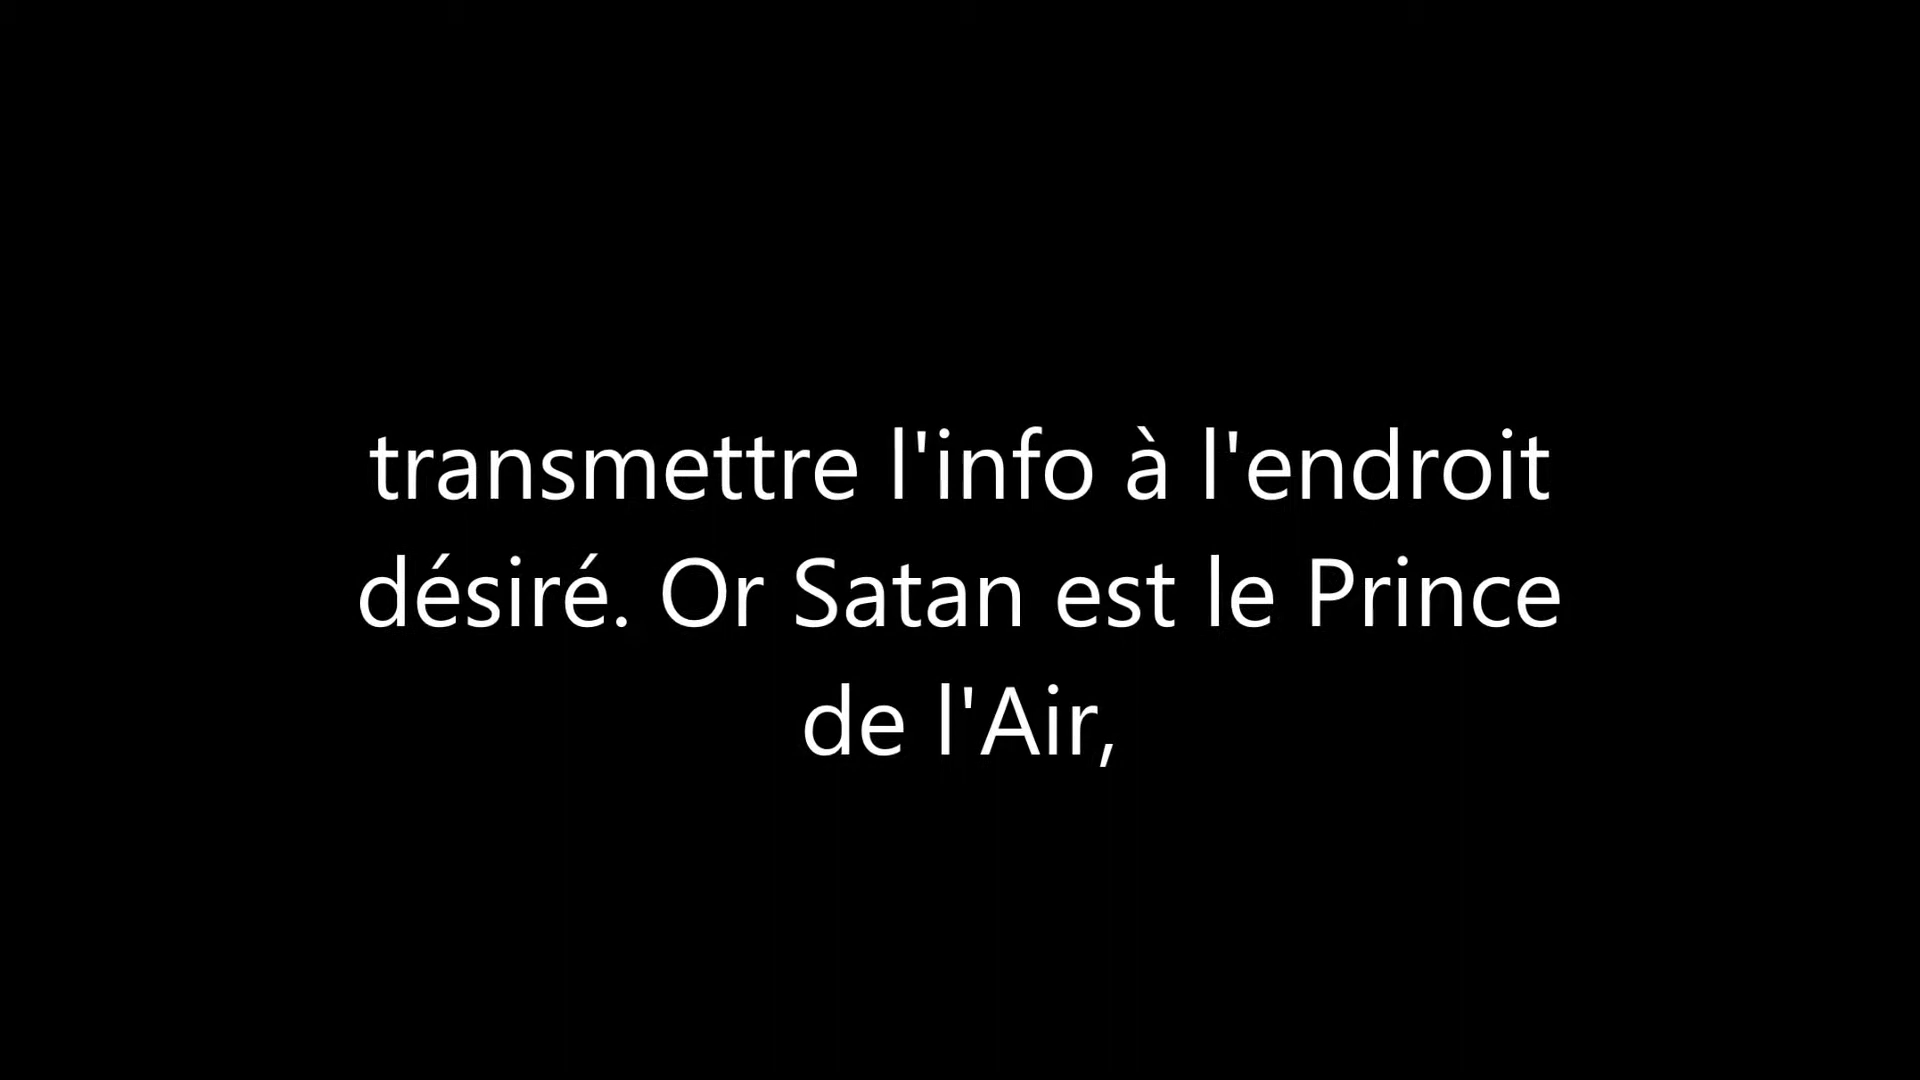 transmettre l'info à l'endroit
désiré. Or Satan est le Prince
de l'Air,